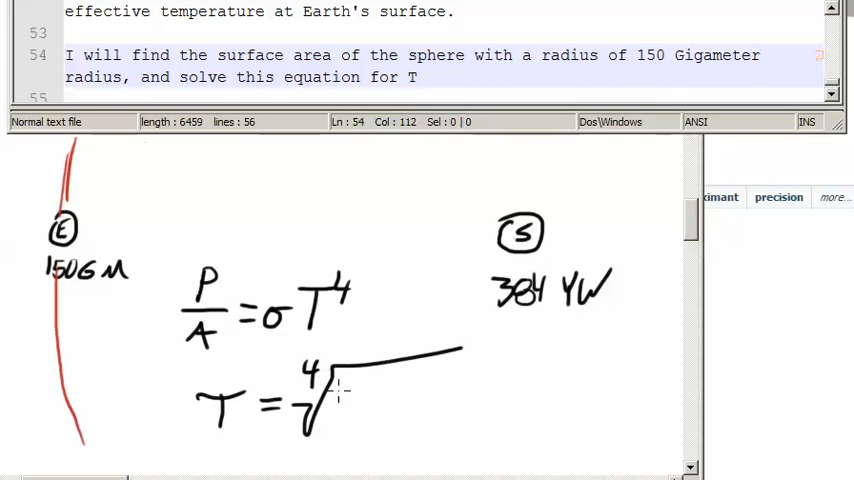 effective temperature at Earth's surface.
53
54 I will find the surface area of the sphere with a radius of 150 Gigameter
radius, and solve this equation for T
55
Normal text file length : 6459 lines : 56 Ln : 54 Col : 112 Sel : 0 | 0 Dos\Windows ANSI INS
imant precision more...
E S
150G M 384 YW
P/A = σ T⁴
T = ⁴√